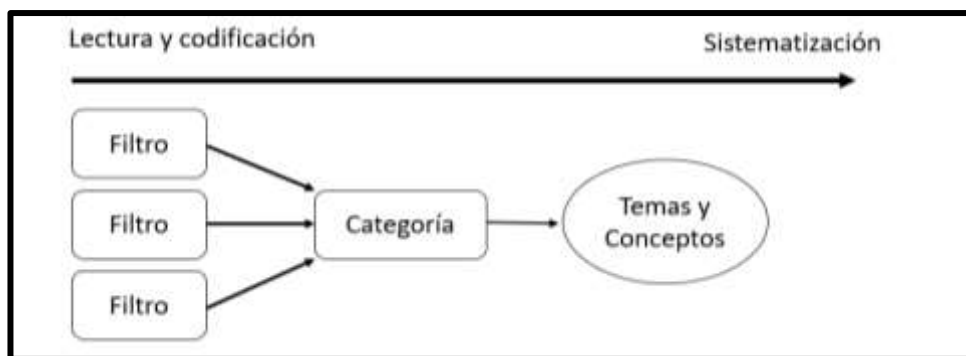 Lectura y codificación
Sistematización
Filtro
Filtro
Filtro
Categoría
Temas y
Conceptos